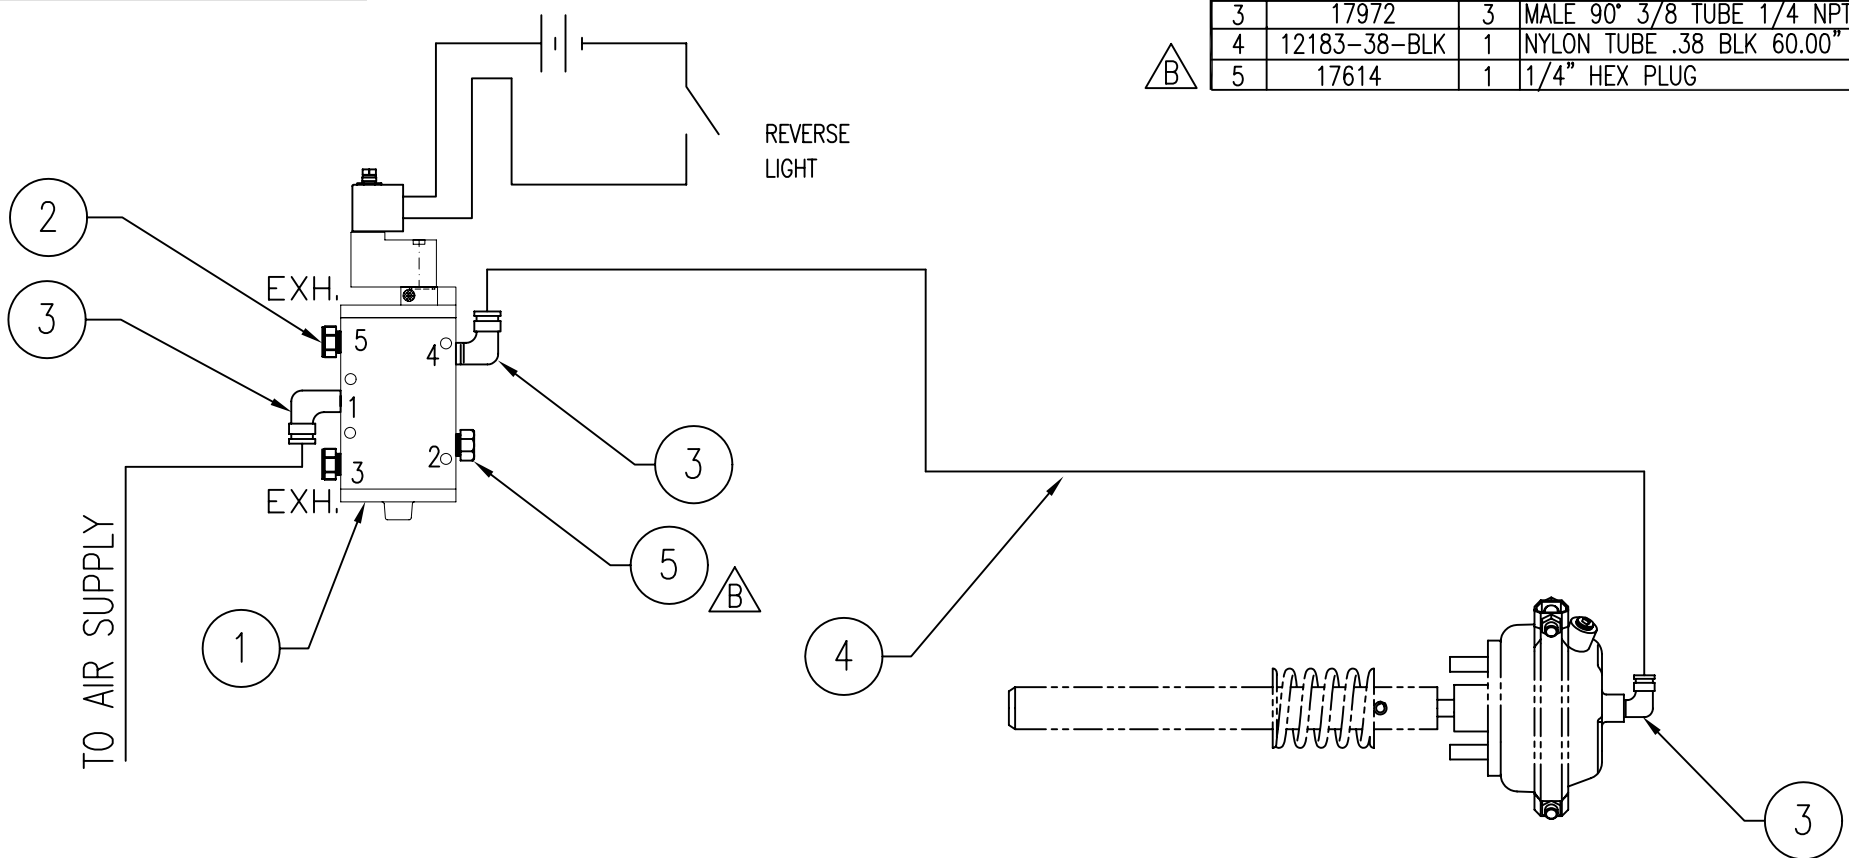 3 17972 3 MALE 90° 3/8 TUBE 1/4 NPT
4 12183-38-BLK 1 NYLON TUBE .38 BLK 60.00"
B 5 17614 1 1/4" HEX PLUG
REVERSE
LIGHT
2
EXH.
3
5
4
1
3
2
3
EXH.
TO AIR SUPPLY
5
B
1
4
3